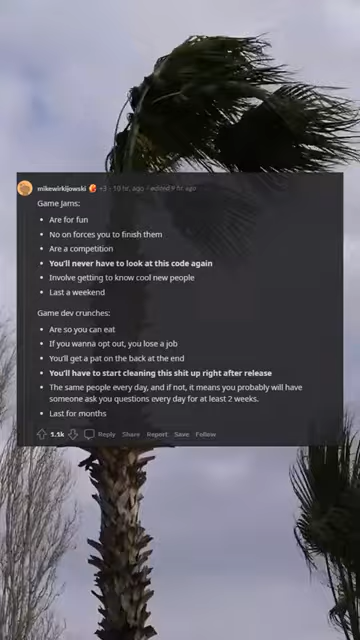 mikewirkijowski +3 · 10 hr. ago · edited 9 hr. ago
Game Jams:
• Are for fun
• No on forces you to finish them
• Are a competition
• You'll never have to look at this code again
• Involve getting to know cool new people
• Last a weekend
Game dev crunches:
• Are so you can eat
• If you wanna opt out, you lose a job
• You'll get a pat on the back at the end
• You'll have to start cleaning this shit up right after release
• The same people every day, and if not, it means you probably will have
someone ask you questions every day for at least 2 weeks.
• Last for months
1.1k Reply Share Report Save Follow